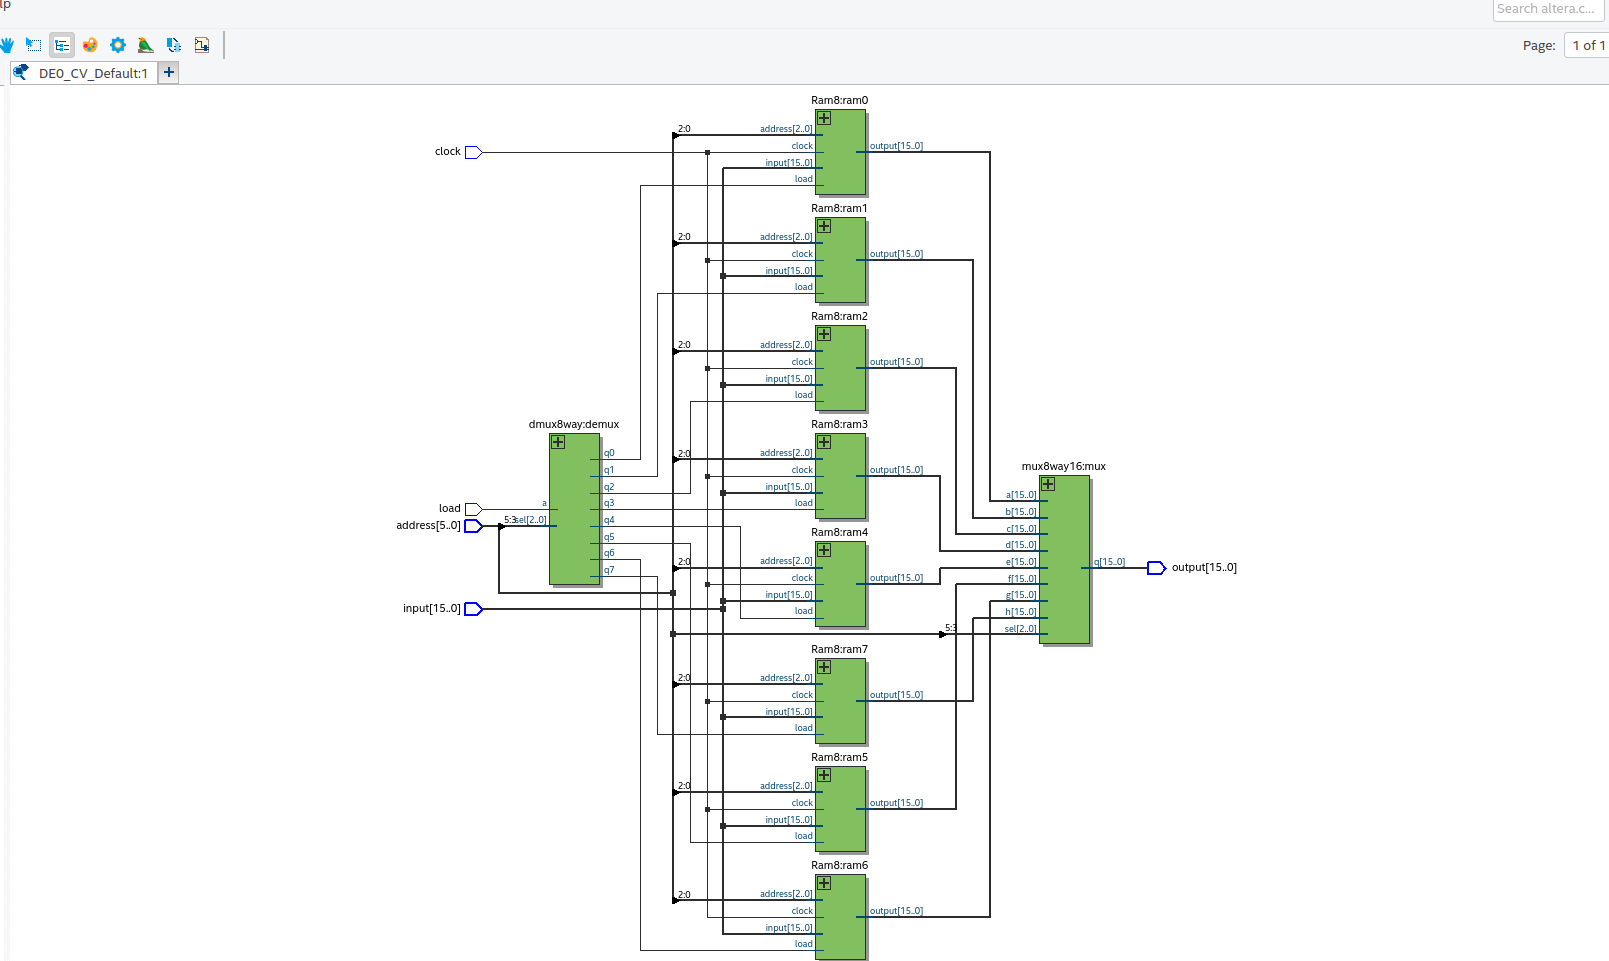 lp
Search altera.c...
Page: 1 of 1
DE0_CV_Default:1
Ram8:ram0
2:0 address[2..0]
clock clock output[15..0]
input[15..0]
load
Ram8:ram1
2:0 address[2..0]
clock output[15..0]
input[15..0]
load
Ram8:ram2
2:0 address[2..0]
clock output[15..0]
input[15..0]
load
Ram8:ram3
2:0 address[2..0]
clock output[15..0]
input[15..0]
load
dmux8way:demux
q0
q1
q2
load a q3
address[5..0] 5:3 sel[2..0] q4
q5
q6
q7
input[15..0]
Ram8:ram4
2:0 address[2..0]
clock output[15..0]
input[15..0]
load
mux8way16:mux
a[15..0]
b[15..0]
c[15..0]
d[15..0]
e[15..0] q[15..0] output[15..0]
f[15..0]
g[15..0]
h[15..0]
5:3 sel[2..0]
Ram8:ram7
2:0 address[2..0]
clock output[15..0]
input[15..0]
load
Ram8:ram5
2:0 address[2..0]
clock output[15..0]
input[15..0]
load
Ram8:ram6
2:0 address[2..0]
clock output[15..0]
input[15..0]
load